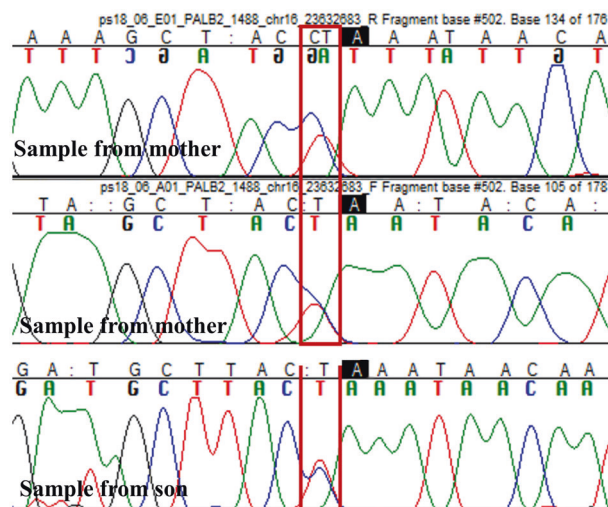 ps18_06_E01_PALB2_1488_chr16_23632683_R Fragment base #502. Base 134 of 176
A A A G C T : A C C T A A A T A A C A
T T T C G A T G G A T T T A T T G T
Sample from mother
ps18_06_A01_PALB2_1488_chr16_23632683_F Fragment base #502. Base 105 of 178
T A : : G C T : A C : T A A : T A : C A :
T A G C T A C T A A T A C A
Sample from mother
G A : T G C T T A C : T A A A T A A C A A
G A T G C T T A C T A A A T A A C A A
Sample from son